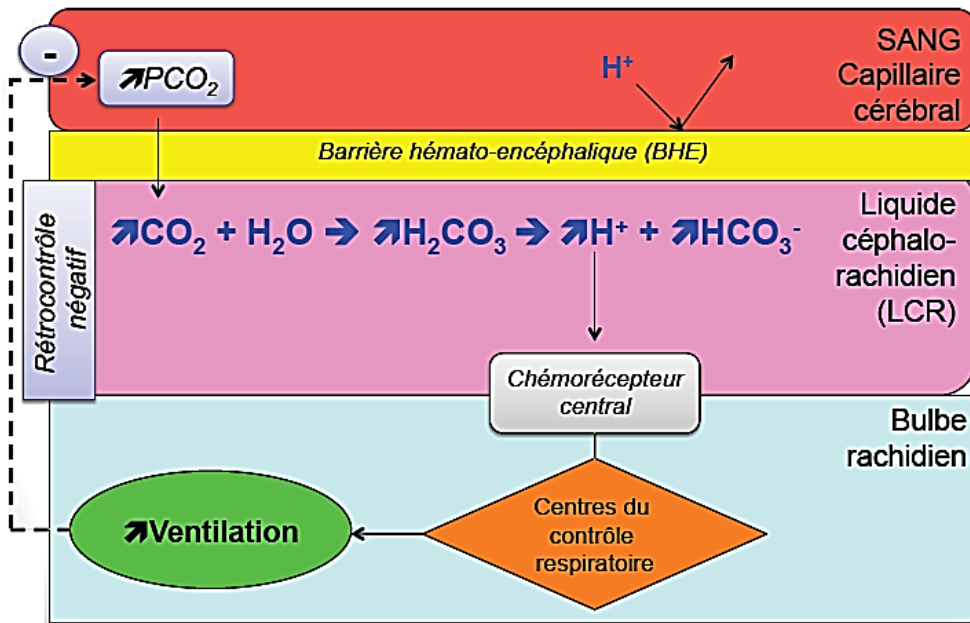 SANG
Capillaire
cérébral
-
↗PCO₂
H⁺
Barrière hémato-encéphalique (BHE)
Rétrocontrôle
négatif
↗CO₂ + H₂O → ↗H₂CO₃ → ↗H⁺ + ↗HCO₃⁻
Liquide
céphalo-
rachidien
(LCR)
Chémorécepteur
central
Bulbe
rachidien
↗Ventilation
Centres du
contrôle
respiratoire